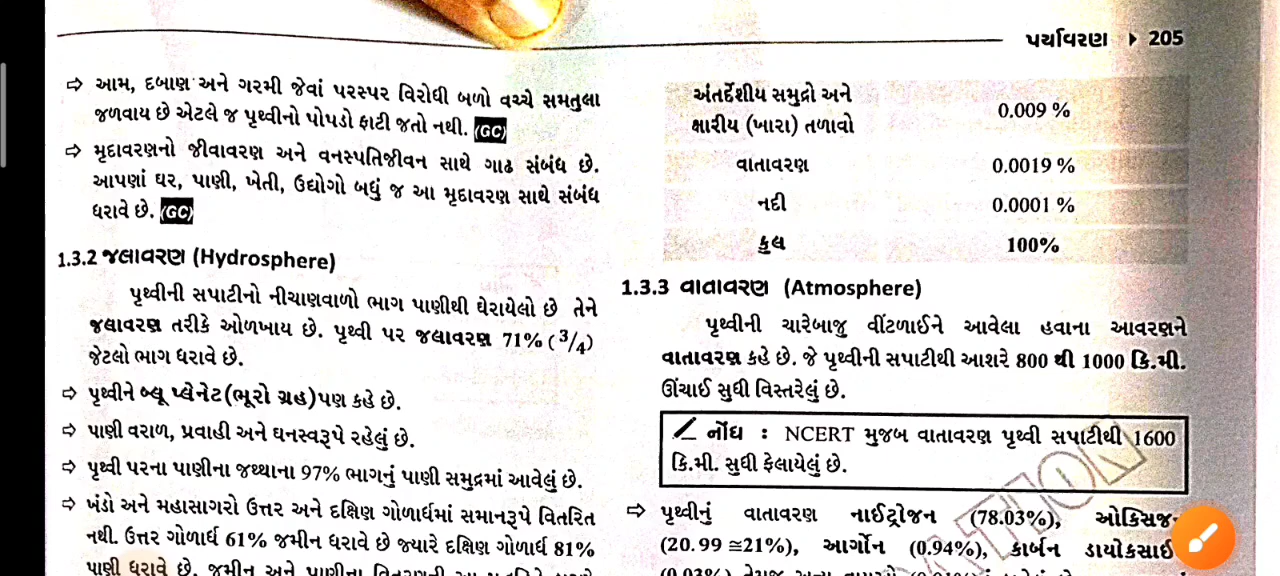 પર્યાવરણ ▶ 205
⇨ આમ, દબાણ અને ગરમી જેવાં પરસ્પર વિરોધી બળો વચ્ચે સમતુલા
જળવાય છે એટલે જ પૃથ્વીનો પોપડો ફાટી જતો નથી. (GC)
⇨ મૃદાવરણનો જીવાવરણ અને વનસ્પતિજીવન સાથે ગાઢ સંબંધ છે.
આપણાં ઘર, પાણી, ખેતી, ઉદ્યોગો બધું જ આ મૃદાવરણ સાથે સંબંધ
ધરાવે છે. (GC)
1.3.2 જલાવરણ (Hydrosphere)
પૃથ્વીની સપાટીનો નીચાણવાળો ભાગ પાણીથી ઘેરાયેલો છે તેને
જલાવરણ તરીકે ઓળખાય છે. પૃથ્વી પર જલાવરણ 71% (3/4)
જેટલો ભાગ ધરાવે છે.
⇨ પૃથ્વીને બ્લૂ પ્લેનેટ(ભૂરો ગ્રહ)પણ કહે છે.
⇨ પાણી વરાળ, પ્રવાહી અને ઘનસ્વરૂપે રહેલું છે.
⇨ પૃથ્વી પરના પાણીના જથ્થાના 97% ભાગનું પાણી સમુદ્રમાં આવેલું છે.
⇨ ખંડો અને મહાસાગરો ઉત્તર અને દક્ષિણ ગોળાર્ધમાં સમાનરૂપે વિતરિત
નથી. ઉત્તર ગોળાર્ધ 61% જમીન ધરાવે છે જ્યારે દક્ષિણ ગોળાર્ધ 81%
પાણી ધરાવે છે. જમીન અને પાણીના
અંતર્દેશીય સમુદ્રો અને
ક્ષારીય (ખારા) તળાવો 0.009 %
વાતાવરણ 0.0019 %
નદી 0.0001 %
કુલ 100%
1.3.3 વાતાવરણ (Atmosphere)
પૃથ્વીની ચારેબાજુ વીંટળાઈને આવેલા હવાના આવરણને
વાતાવરણ કહે છે. જે પૃથ્વીની સપાટીથી આશરે 800 થી 1000 કિ.મી.
ઊંચાઈ સુધી વિસ્તરેલું છે.
નોંધ : NCERT મુજબ વાતાવરણ પૃથ્વી સપાટીથી 1600
કિ.મી. સુધી ફેલાયેલું છે.
⇨ પૃથ્વીનું વાતાવરણ નાઈટ્રોજન (78.03%), ઓક્સિજન
(20.99 ≅21%), આર્ગોન (0.94%), કાર્બન ડાયોકસાઈ